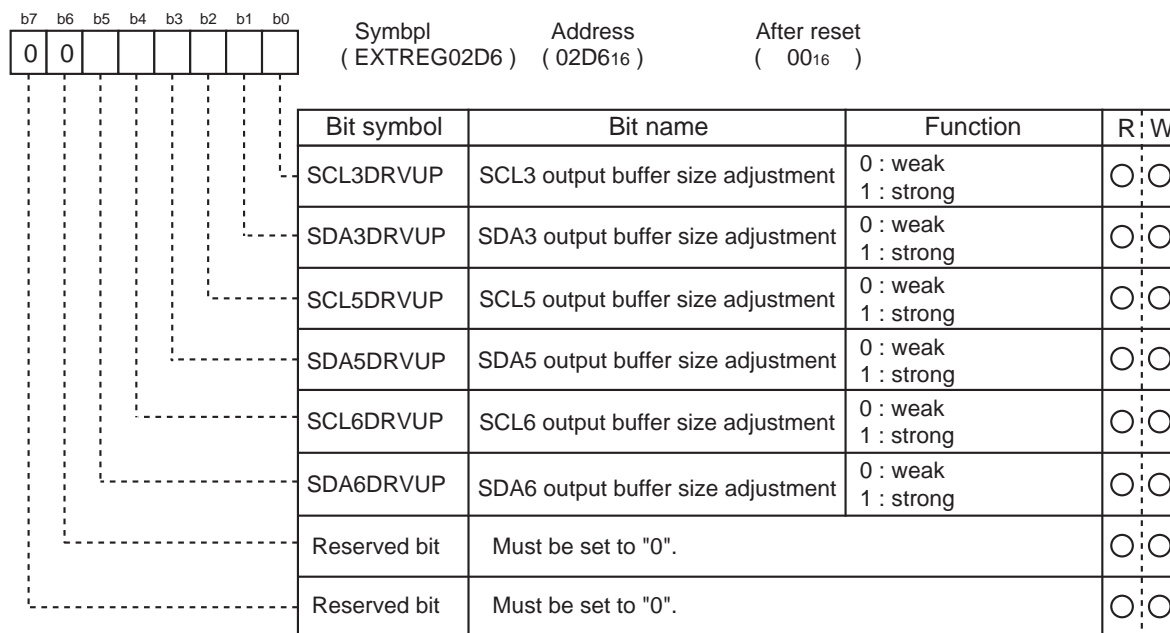 b7 b6 b5 b4 b3 b2 b1 b0
0 0
Symbpl Address After reset
( EXTREG02D6 ) ( 02D616 ) ( 0016 )
Bit symbol Bit name Function R W
SCL3DRVUP SCL3 output buffer size adjustment 0 : weak
1 : strong
SDA3DRVUP SDA3 output buffer size adjustment 0 : weak
1 : strong
SCL5DRVUP SCL5 output buffer size adjustment 0 : weak
1 : strong
SDA5DRVUP SDA5 output buffer size adjustment 0 : weak
1 : strong
SCL6DRVUP SCL6 output buffer size adjustment 0 : weak
1 : strong
SDA6DRVUP SDA6 output buffer size adjustment 0 : weak
1 : strong
Reserved bit Must be set to "0".
Reserved bit Must be set to "0".